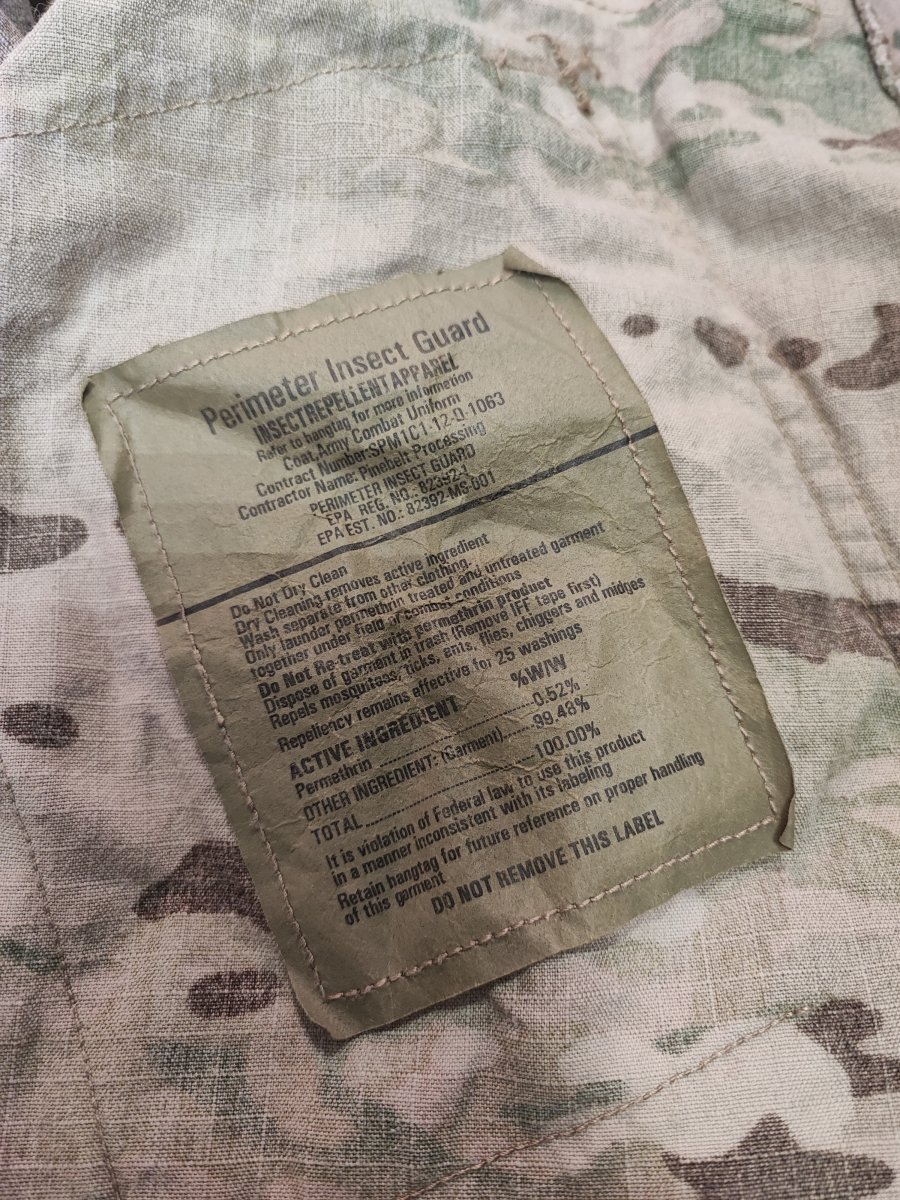 Perimeter Insect Guard
INSECTREPELLENT APPAREL
Refer to hangtag for more information
Coat,Army Combat Uniform
Contract Number:SPM1C1-12-D-1063
Contractor Name: Pinebelt Processing
PERIMETER INSECT GUARD
EPA REG. NO.: 82392-1
EPA EST. NO.: 82392-MS-001
Do Not Dry Clean
Dry Cleaning removes active ingredient
Wash separate from other clothing.
Only launder permethrin treated and untreated garment
together under field or combat conditions
Do Not Re-treat with permethrin product
Dispose of garment in trash (Remove IFF tape first)
Repels mosquitoes, ticks, ents, flies, chiggers and midges
Repellency remains effective for 25 washings
ACTIVE INGREDIENT %W/W
Permethrin ........................ 0.52%
OTHER INGREDIENT: (Garment) ........ 99.48%
TOTAL .............................. 100.00%
It is violation of Federal law to use this product
in a manner inconsistent with its labeling
Retain hangtag for future reference on proper handling
of this garment
DO NOT REMOVE THIS LABEL